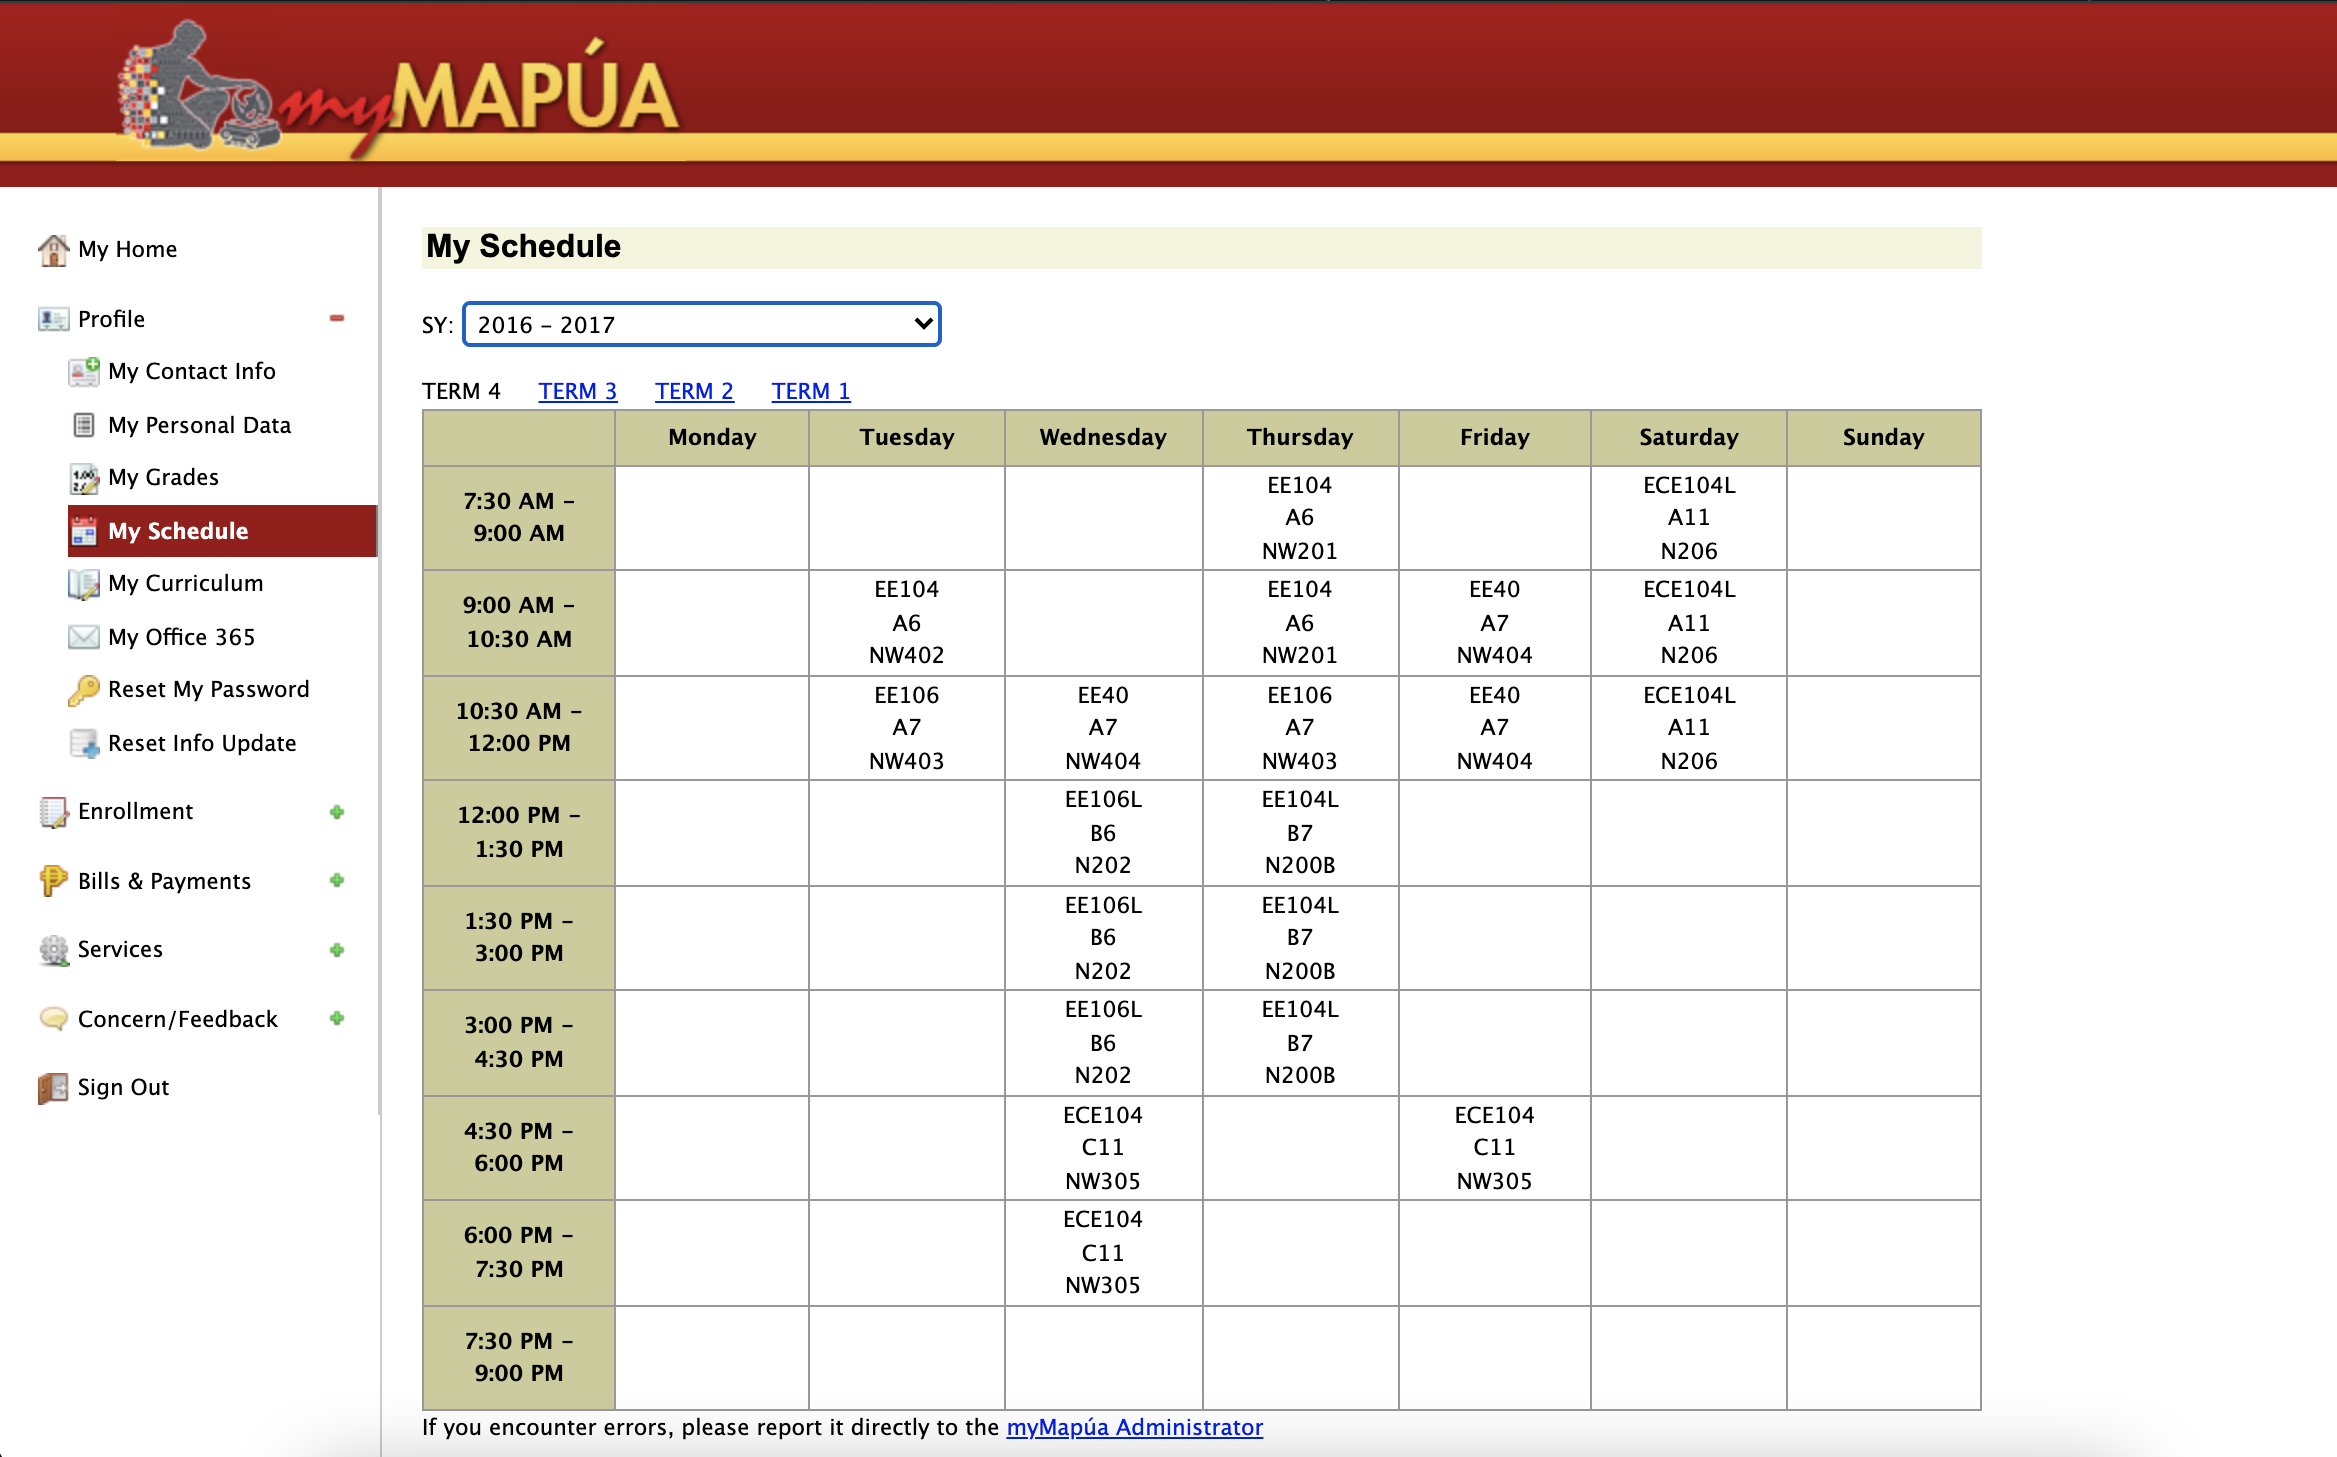 myMAPÚA
My Home
Profile
My Contact Info
My Personal Data
My Grades
My Schedule
My Curriculum
My Office 365
Reset My Password
Reset Info Update
Enrollment
Bills & Payments
Services
Concern/Feedback
Sign Out
My Schedule
SY: 2016 – 2017
TERM 4 TERM 3 TERM 2 TERM 1
Monday Tuesday Wednesday Thursday Friday Saturday Sunday
7:30 AM –
9:00 AM
EE104
A6
NW201
ECE104L
A11
N206
9:00 AM –
10:30 AM
EE104
A6
NW402
EE104
A6
NW201
EE40
A7
NW404
ECE104L
A11
N206
10:30 AM –
12:00 PM
EE106
A7
NW403
EE40
A7
NW404
EE106
A7
NW403
EE40
A7
NW404
ECE104L
A11
N206
12:00 PM –
1:30 PM
EE106L
B6
N202
EE104L
B7
N200B
1:30 PM –
3:00 PM
EE106L
B6
N202
EE104L
B7
N200B
3:00 PM –
4:30 PM
EE106L
B6
N202
EE104L
B7
N200B
4:30 PM –
6:00 PM
ECE104
C11
NW305
ECE104
C11
NW305
6:00 PM –
7:30 PM
ECE104
C11
NW305
7:30 PM –
9:00 PM
If you encounter errors, please report it directly to the myMapúa Administrator